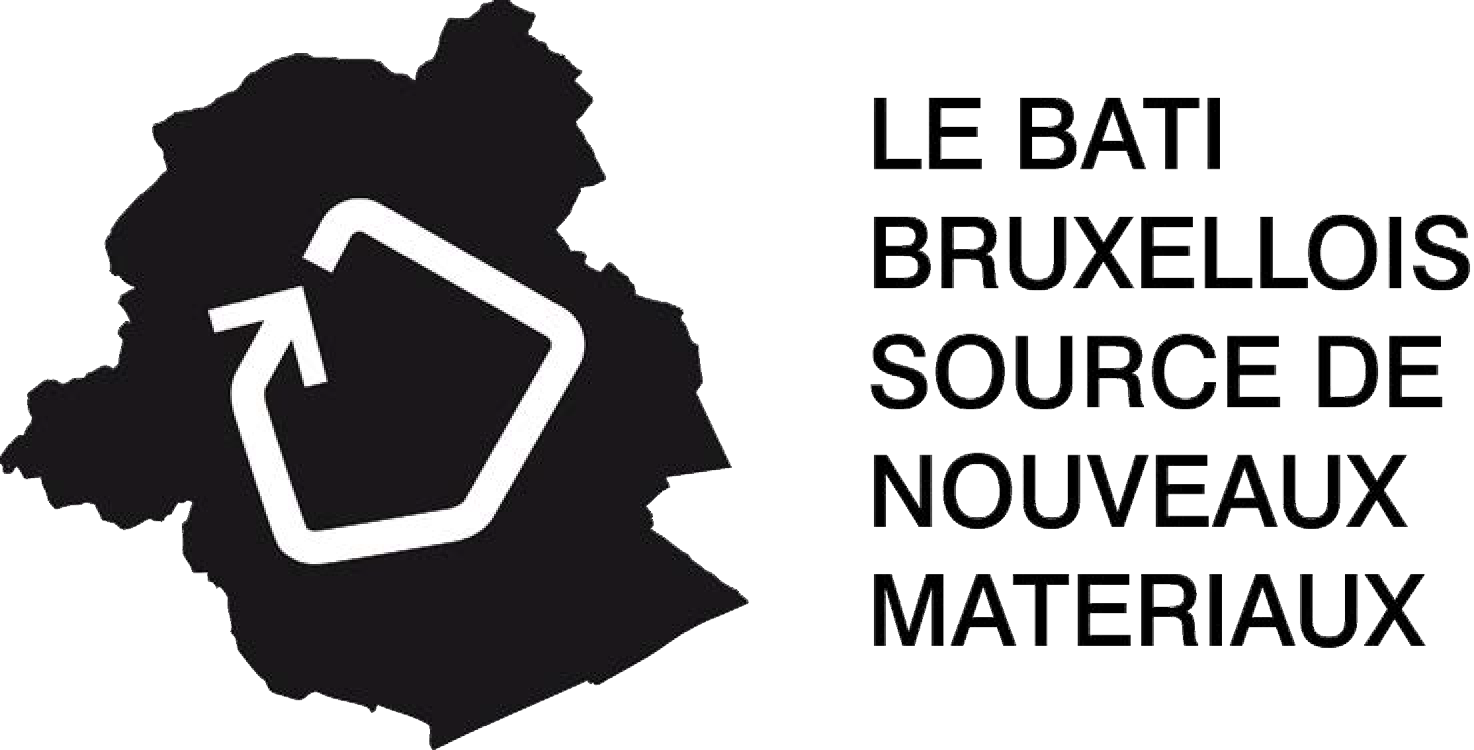 LE BATI
BRUXELLOIS
SOURCE DE
NOUVEAUX
MATERIAUX